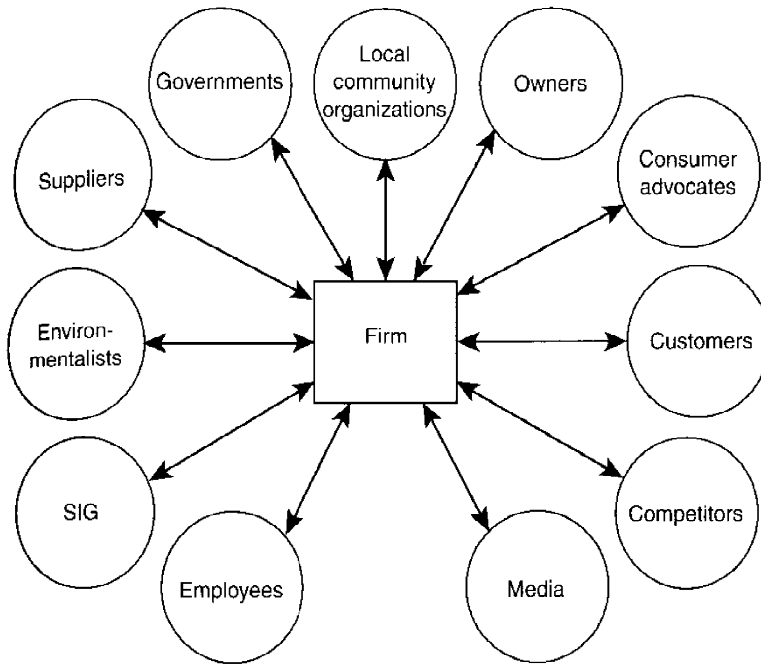 Governments
Local
community
organizations
Owners
Suppliers
Consumer
advocates
Environ-
mentalists
Firm
Customers
SIG
Competitors
Employees
Media